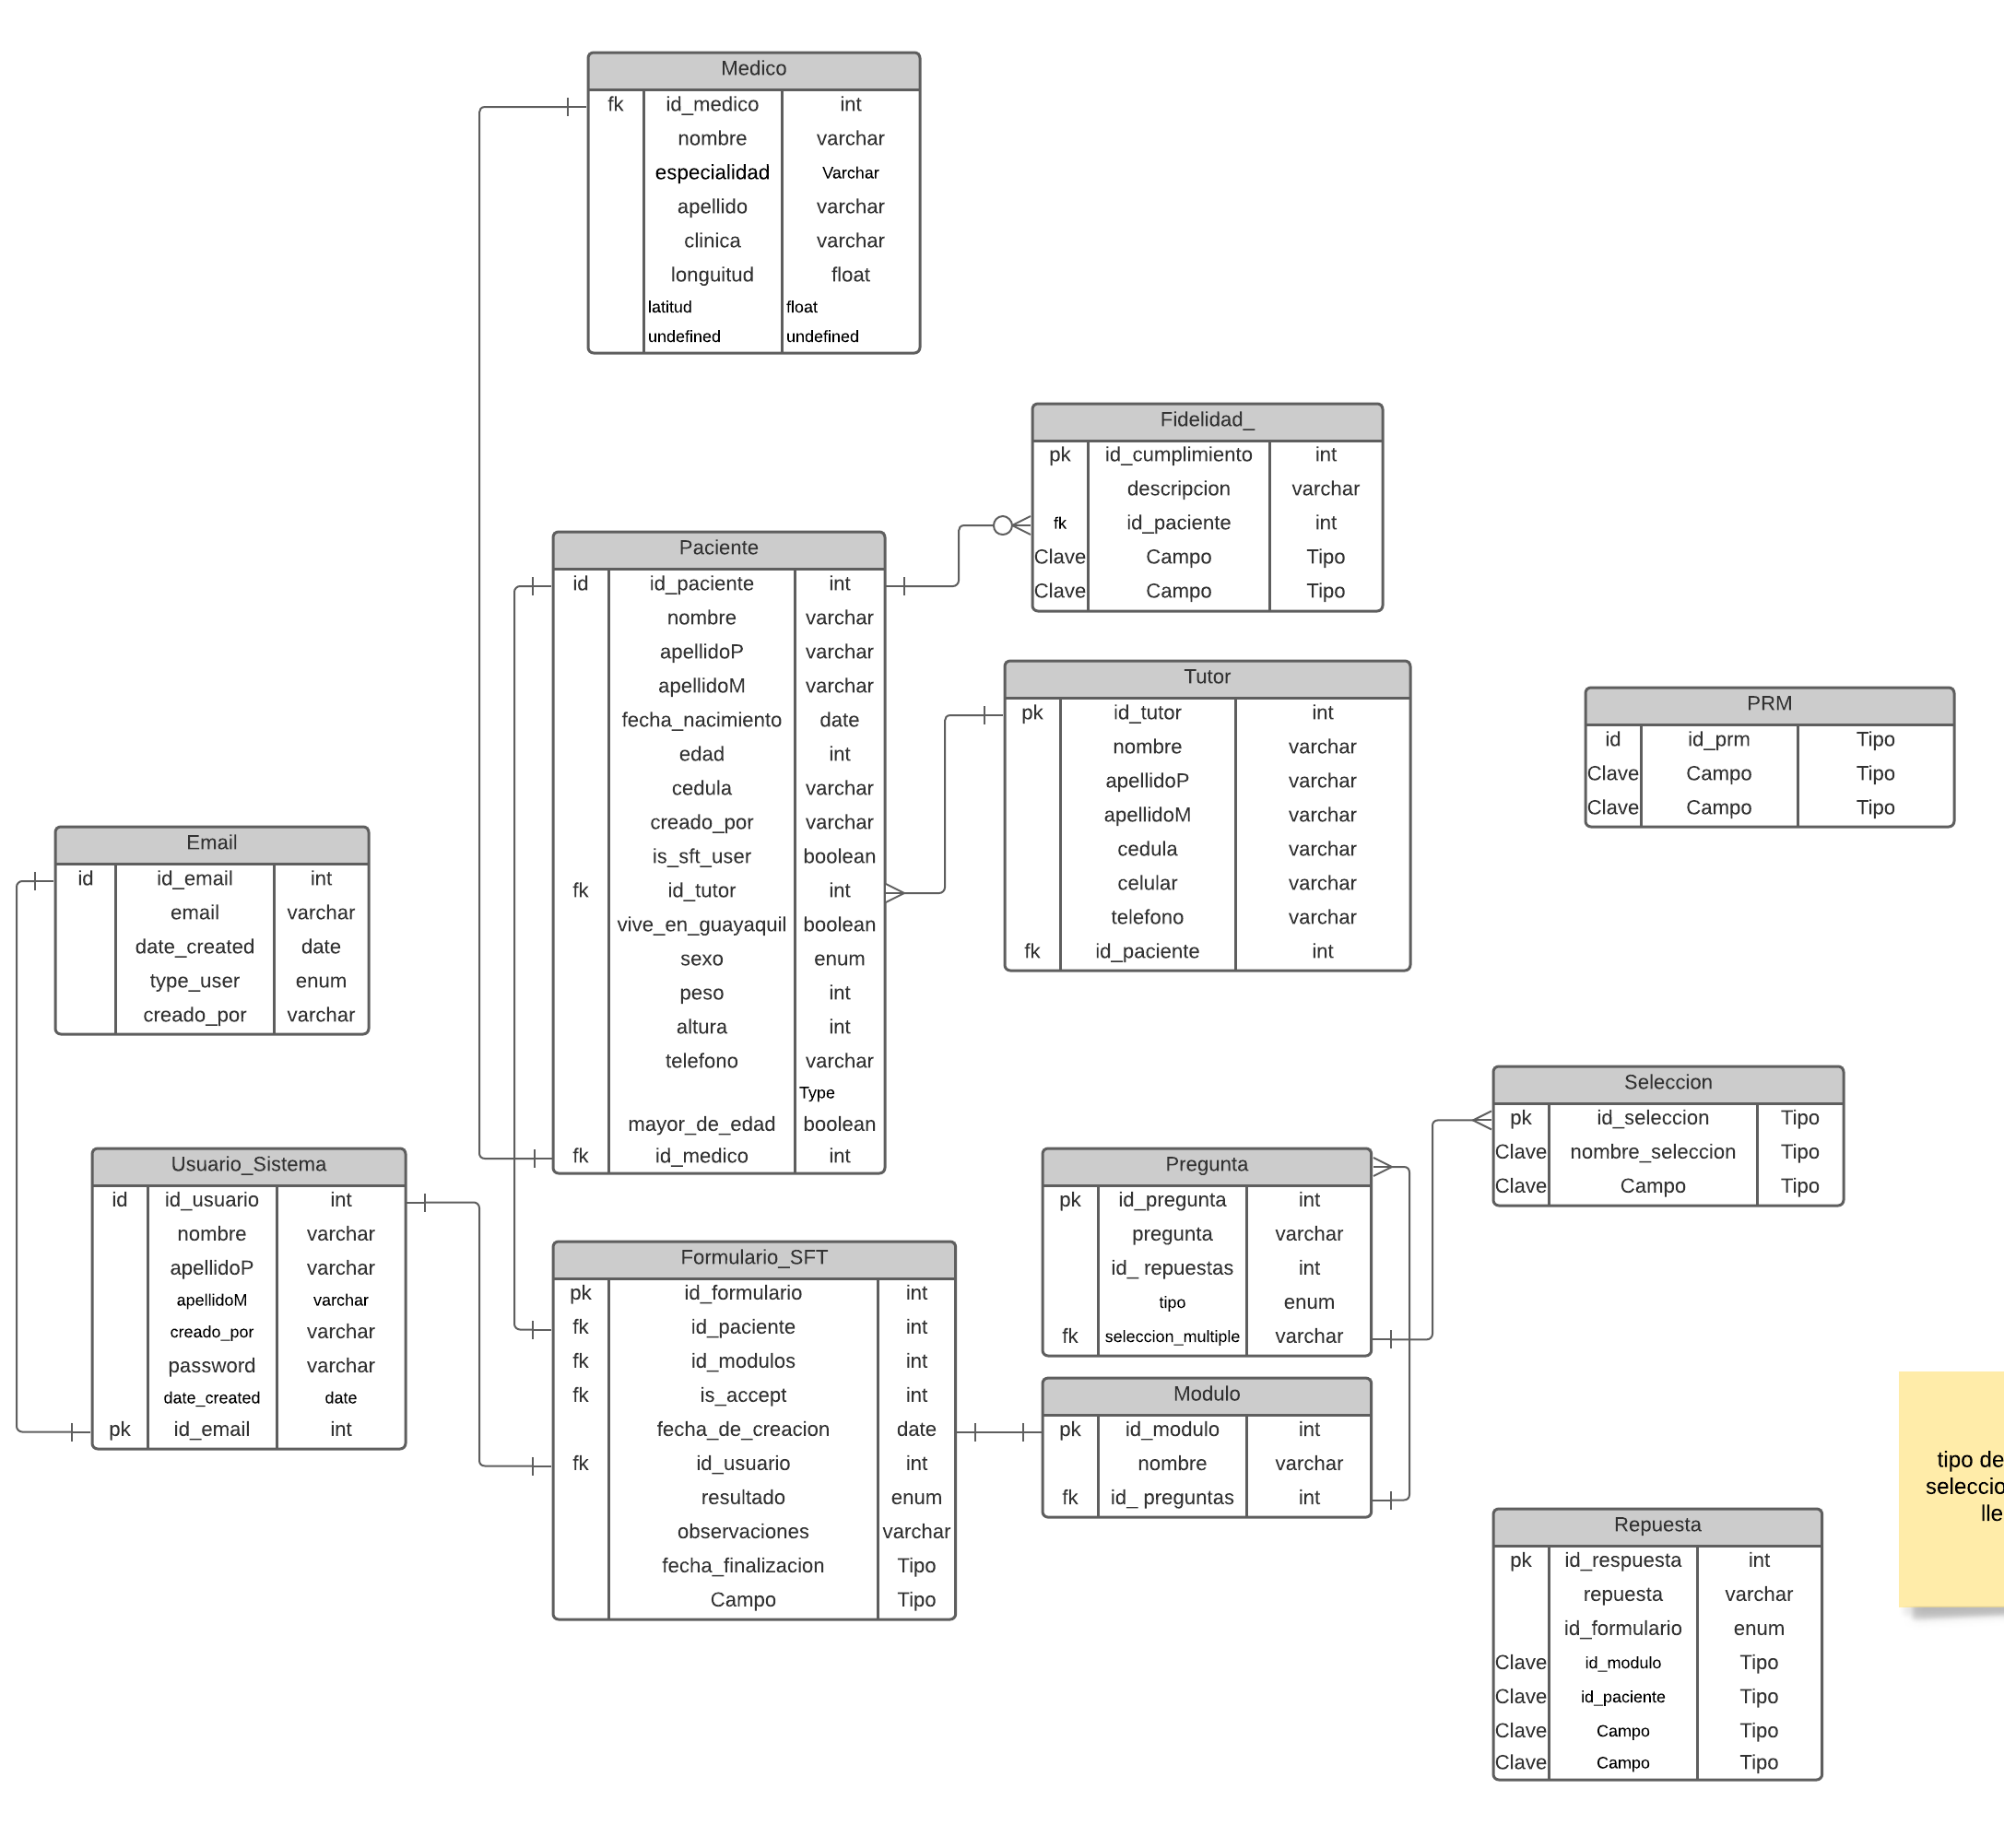 Medico
fk id_medico int
nombre varchar
especialidad Varchar
apellido varchar
clinica varchar
longuitud float
latitud float
undefined undefined
Fidelidad_
pk id_cumplimiento int
descripcion varchar
fk id_paciente int
Clave Campo Tipo
Clave Campo Tipo
Paciente
id id_paciente int
nombre varchar
apellidoP varchar
apellidoM varchar
fecha_nacimiento date
edad int
cedula varchar
creado_por varchar
is_sft_user boolean
fk id_tutor int
vive_en_guayaquil boolean
sexo enum
peso int
altura int
telefono varchar
Type
mayor_de_edad boolean
fk id_medico int
Tutor
pk id_tutor int
nombre varchar
apellidoP varchar
apellidoM varchar
cedula varchar
celular varchar
telefono varchar
fk id_paciente int
PRM
id id_prm Tipo
Clave Campo Tipo
Clave Campo Tipo
Email
id id_email int
email varchar
date_created date
type_user enum
creado_por varchar
Usuario_Sistema
id id_usuario int
nombre varchar
apellidoP varchar
apellidoM varchar
creado_por varchar
password varchar
date_created date
pk id_email int
Formulario_SFT
pk id_formulario int
fk id_paciente int
fk id_modulos int
fk is_accept int
fecha_de_creacion date
fk id_usuario int
resultado enum
observaciones varchar
fecha_finalizacion Tipo
Campo Tipo
Pregunta
pk id_pregunta int
pregunta varchar
id_ repuestas int
tipo enum
fk seleccion_multiple varchar
Modulo
pk id_modulo int
nombre varchar
fk id_ preguntas int
Seleccion
pk id_seleccion Tipo
Clave nombre_seleccion Tipo
Clave Campo Tipo
Repuesta
pk id_respuesta int
repuesta varchar
id_formulario enum
Clave id_modulo Tipo
Clave id_paciente Tipo
Clave Campo Tipo
Clave Campo Tipo
tipo de
seleccio
lle